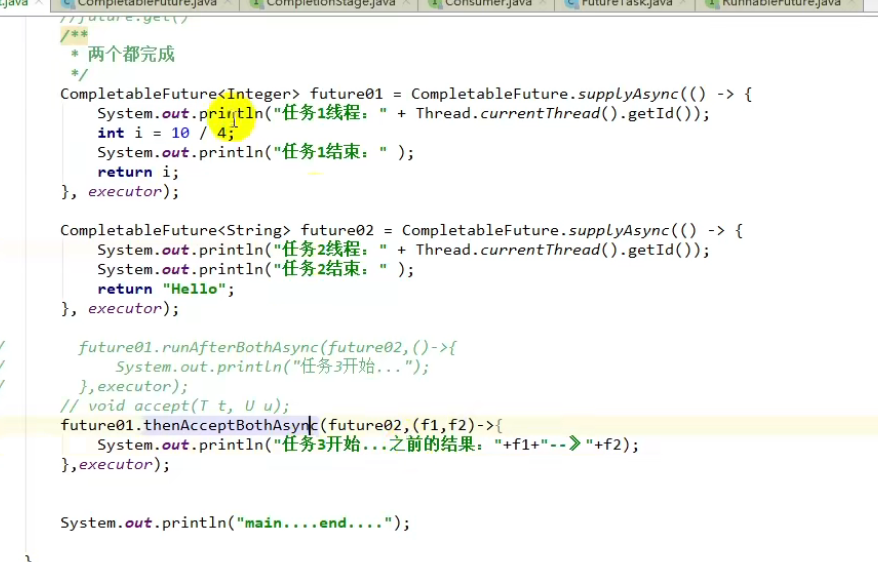 .java CompletableFuture.java CompletionStage.java Consumer.java FutureTask.java RunnableFuture.java
//future.get()
/**
 * 两个都完成
 */
CompletableFuture<Integer> future01 = CompletableFuture.supplyAsync(() -> {
    System.out.println("任务1线程：" + Thread.currentThread().getId());
    int i = 10 / 4;
    System.out.println("任务1结束：" );
    return i;
}, executor);
CompletableFuture<String> future02 = CompletableFuture.supplyAsync(() -> {
    System.out.println("任务2线程：" + Thread.currentThread().getId());
    System.out.println("任务2结束：" );
    return "Hello";
}, executor);
/ future01.runAfterBothAsync(future02,()->{
/ System.out.println("任务3开始...");
/ },executor);
// void accept(T t, U u);
future01.thenAcceptBothAsync(future02,(f1,f2)->{
    System.out.println("任务3开始...之前的结果："+f1+"--》"+f2);
},executor);
System.out.println("main....end....");
}